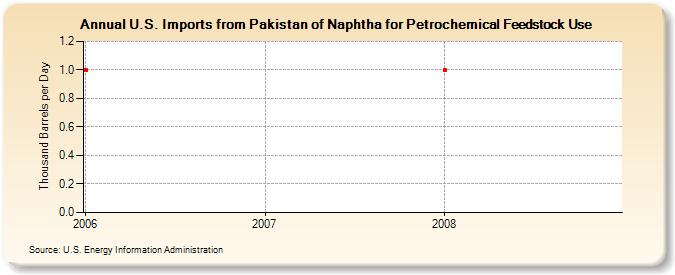 Annual U.S. Imports from Pakistan of Naphtha for Petrochemical Feedstock Use
Thousand Barrels per Day
1.2
1.0
0.8
0.6
0.4
0.2
0.0
2006 2007 2008
Source: U.S. Energy Information Administration